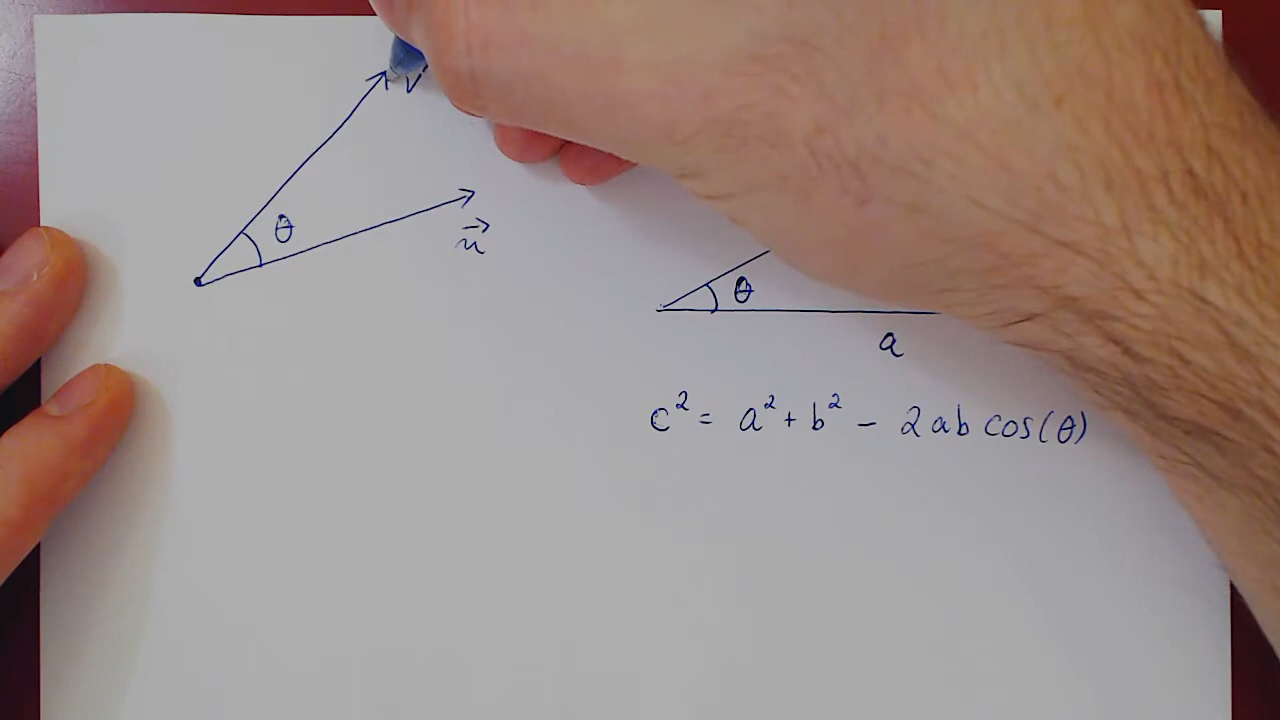 v
θ
u⃗
θ
a
c² = a² + b² − 2ab cos(θ)